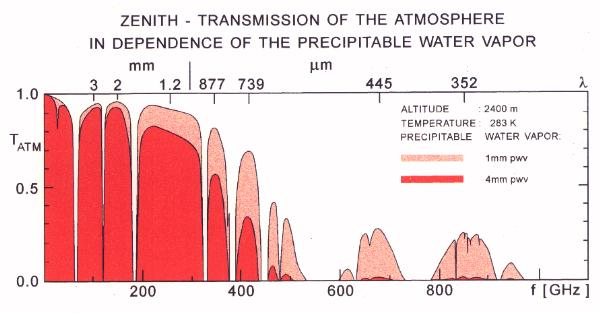 ZENITH - TRANSMISSION OF THE ATMOSPHERE
IN DEPENDENCE OF THE PRECIPITABLE WATER VAPOR
mm μm
3 2 1.2 877 739 445 352 λ
1.0
ALTITUDE : 2400 m
TEMPERATURE : 283 K
PRECIPITABLE WATER VAPOR:
T ATM
1mm pwv
4mm pwv
0.5
0.0
200 400 600 800 f [GHz]